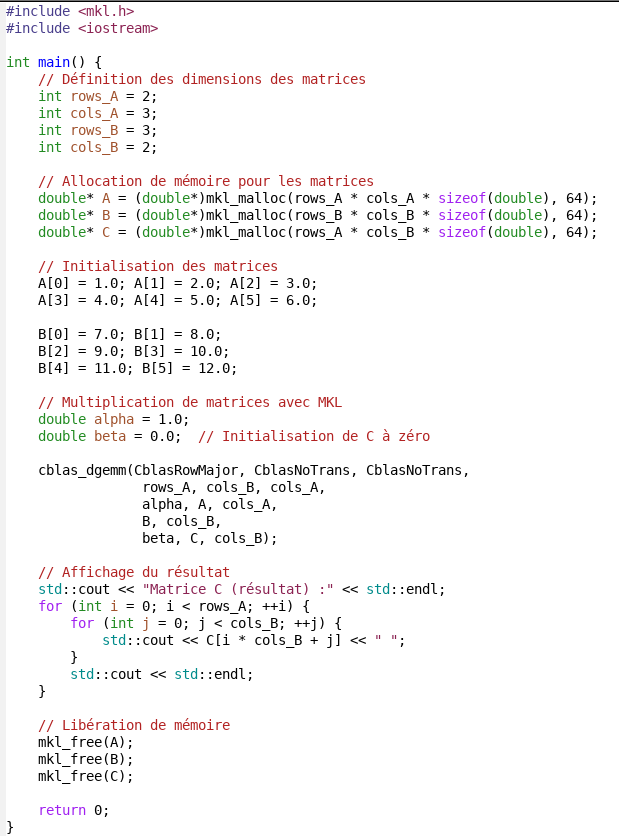 #include <mkl.h>
#include <iostream>

int main() {
    // Définition des dimensions des matrices
    int rows_A = 2;
    int cols_A = 3;
    int rows_B = 3;
    int cols_B = 2;

    // Allocation de mémoire pour les matrices
    double* A = (double*)mkl_malloc(rows_A * cols_A * sizeof(double), 64);
    double* B = (double*)mkl_malloc(rows_B * cols_B * sizeof(double), 64);
    double* C = (double*)mkl_malloc(rows_A * cols_B * sizeof(double), 64);

    // Initialisation des matrices
    A[0] = 1.0; A[1] = 2.0; A[2] = 3.0;
    A[3] = 4.0; A[4] = 5.0; A[5] = 6.0;

    B[0] = 7.0; B[1] = 8.0;
    B[2] = 9.0; B[3] = 10.0;
    B[4] = 11.0; B[5] = 12.0;

    // Multiplication de matrices avec MKL
    double alpha = 1.0;
    double beta = 0.0;  // Initialisation de C à zéro

    cblas_dgemm(CblasRowMajor, CblasNoTrans, CblasNoTrans,
                 rows_A, cols_B, cols_A,
                 alpha, A, cols_A,
                 B, cols_B,
                 beta, C, cols_B);

    // Affichage du résultat
    std::cout << "Matrice C (résultat) :" << std::endl;
    for (int i = 0; i < rows_A; ++i) {
        for (int j = 0; j < cols_B; ++j) {
            std::cout << C[i * cols_B + j] << " ";
        }
        std::cout << std::endl;
    }

    // Libération de mémoire
    mkl_free(A);
    mkl_free(B);
    mkl_free(C);

    return 0;
}